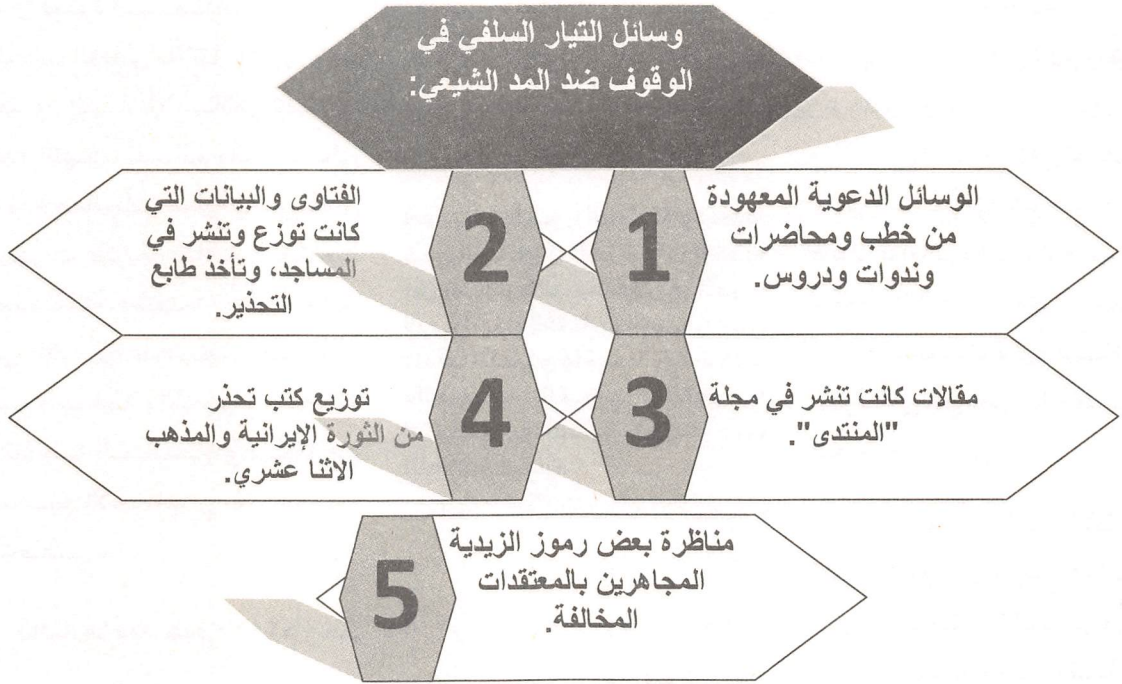 وسائل التيار السلفي في
الوقوف ضد المد الشيعي:
1
الوسائل الدعوية المعهودة
من خطب ومحاضرات
وندوات ودروس.
2
الفتاوى والبيانات التي
كانت توزع وتنشر في
المساجد، وتأخذ طابع
التحذير.
3
مقالات كانت تنشر في مجلة
"المنتدى".
4
توزيع كتب تحذر
من الثورة الإيرانية والمذهب
الاثنا عشري.
5
مناظرة بعض رموز الزيدية
المجاهرين بالمعتقدات
المخالفة.